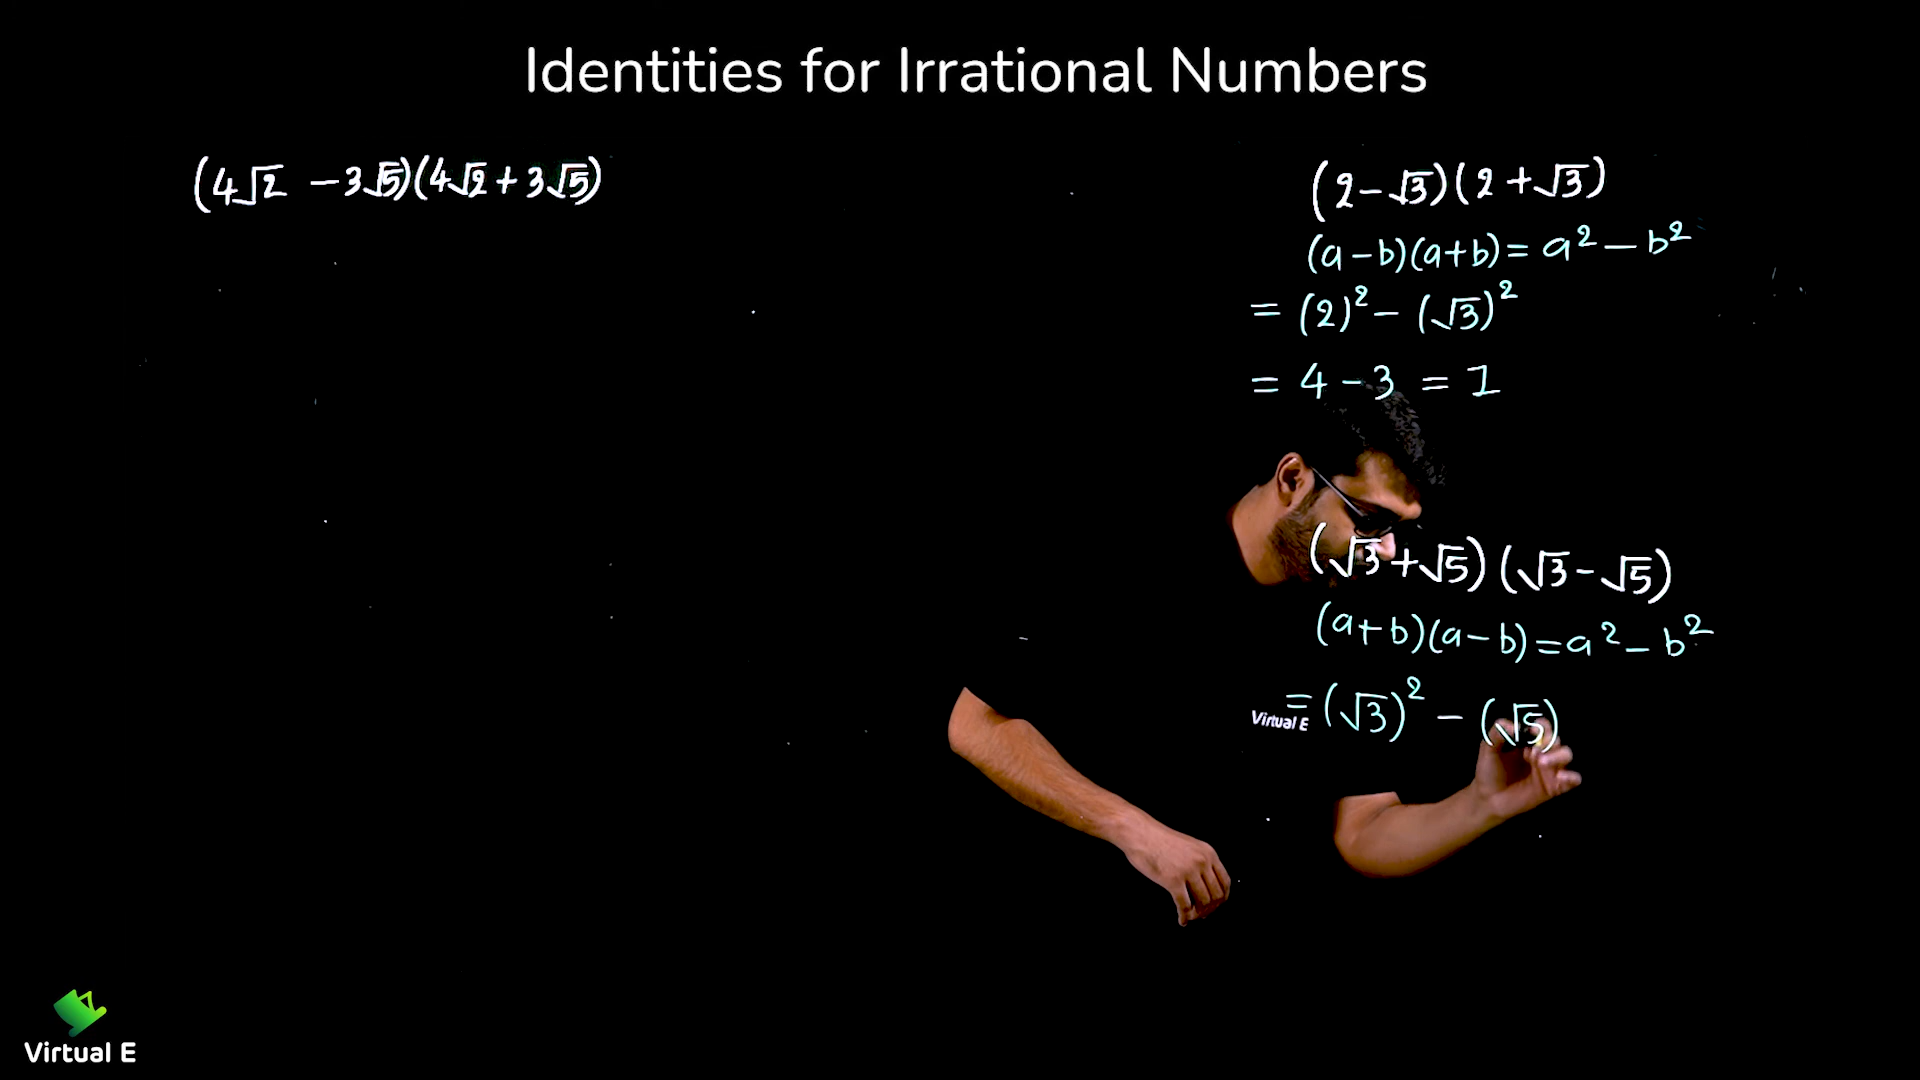 Identities for Irrational Numbers
(4√2 − 3√5)(4√2 + 3√5)
(2 − √3)(2 + √3)
(a − b)(a + b) = a² − b²
= (2)² − (√3)²
= 4 − 3 = 1
(√3 + √5)(√3 − √5)
(a + b)(a − b) = a² − b²
= (√3)² − (√5)
Virtual E
Virtual E